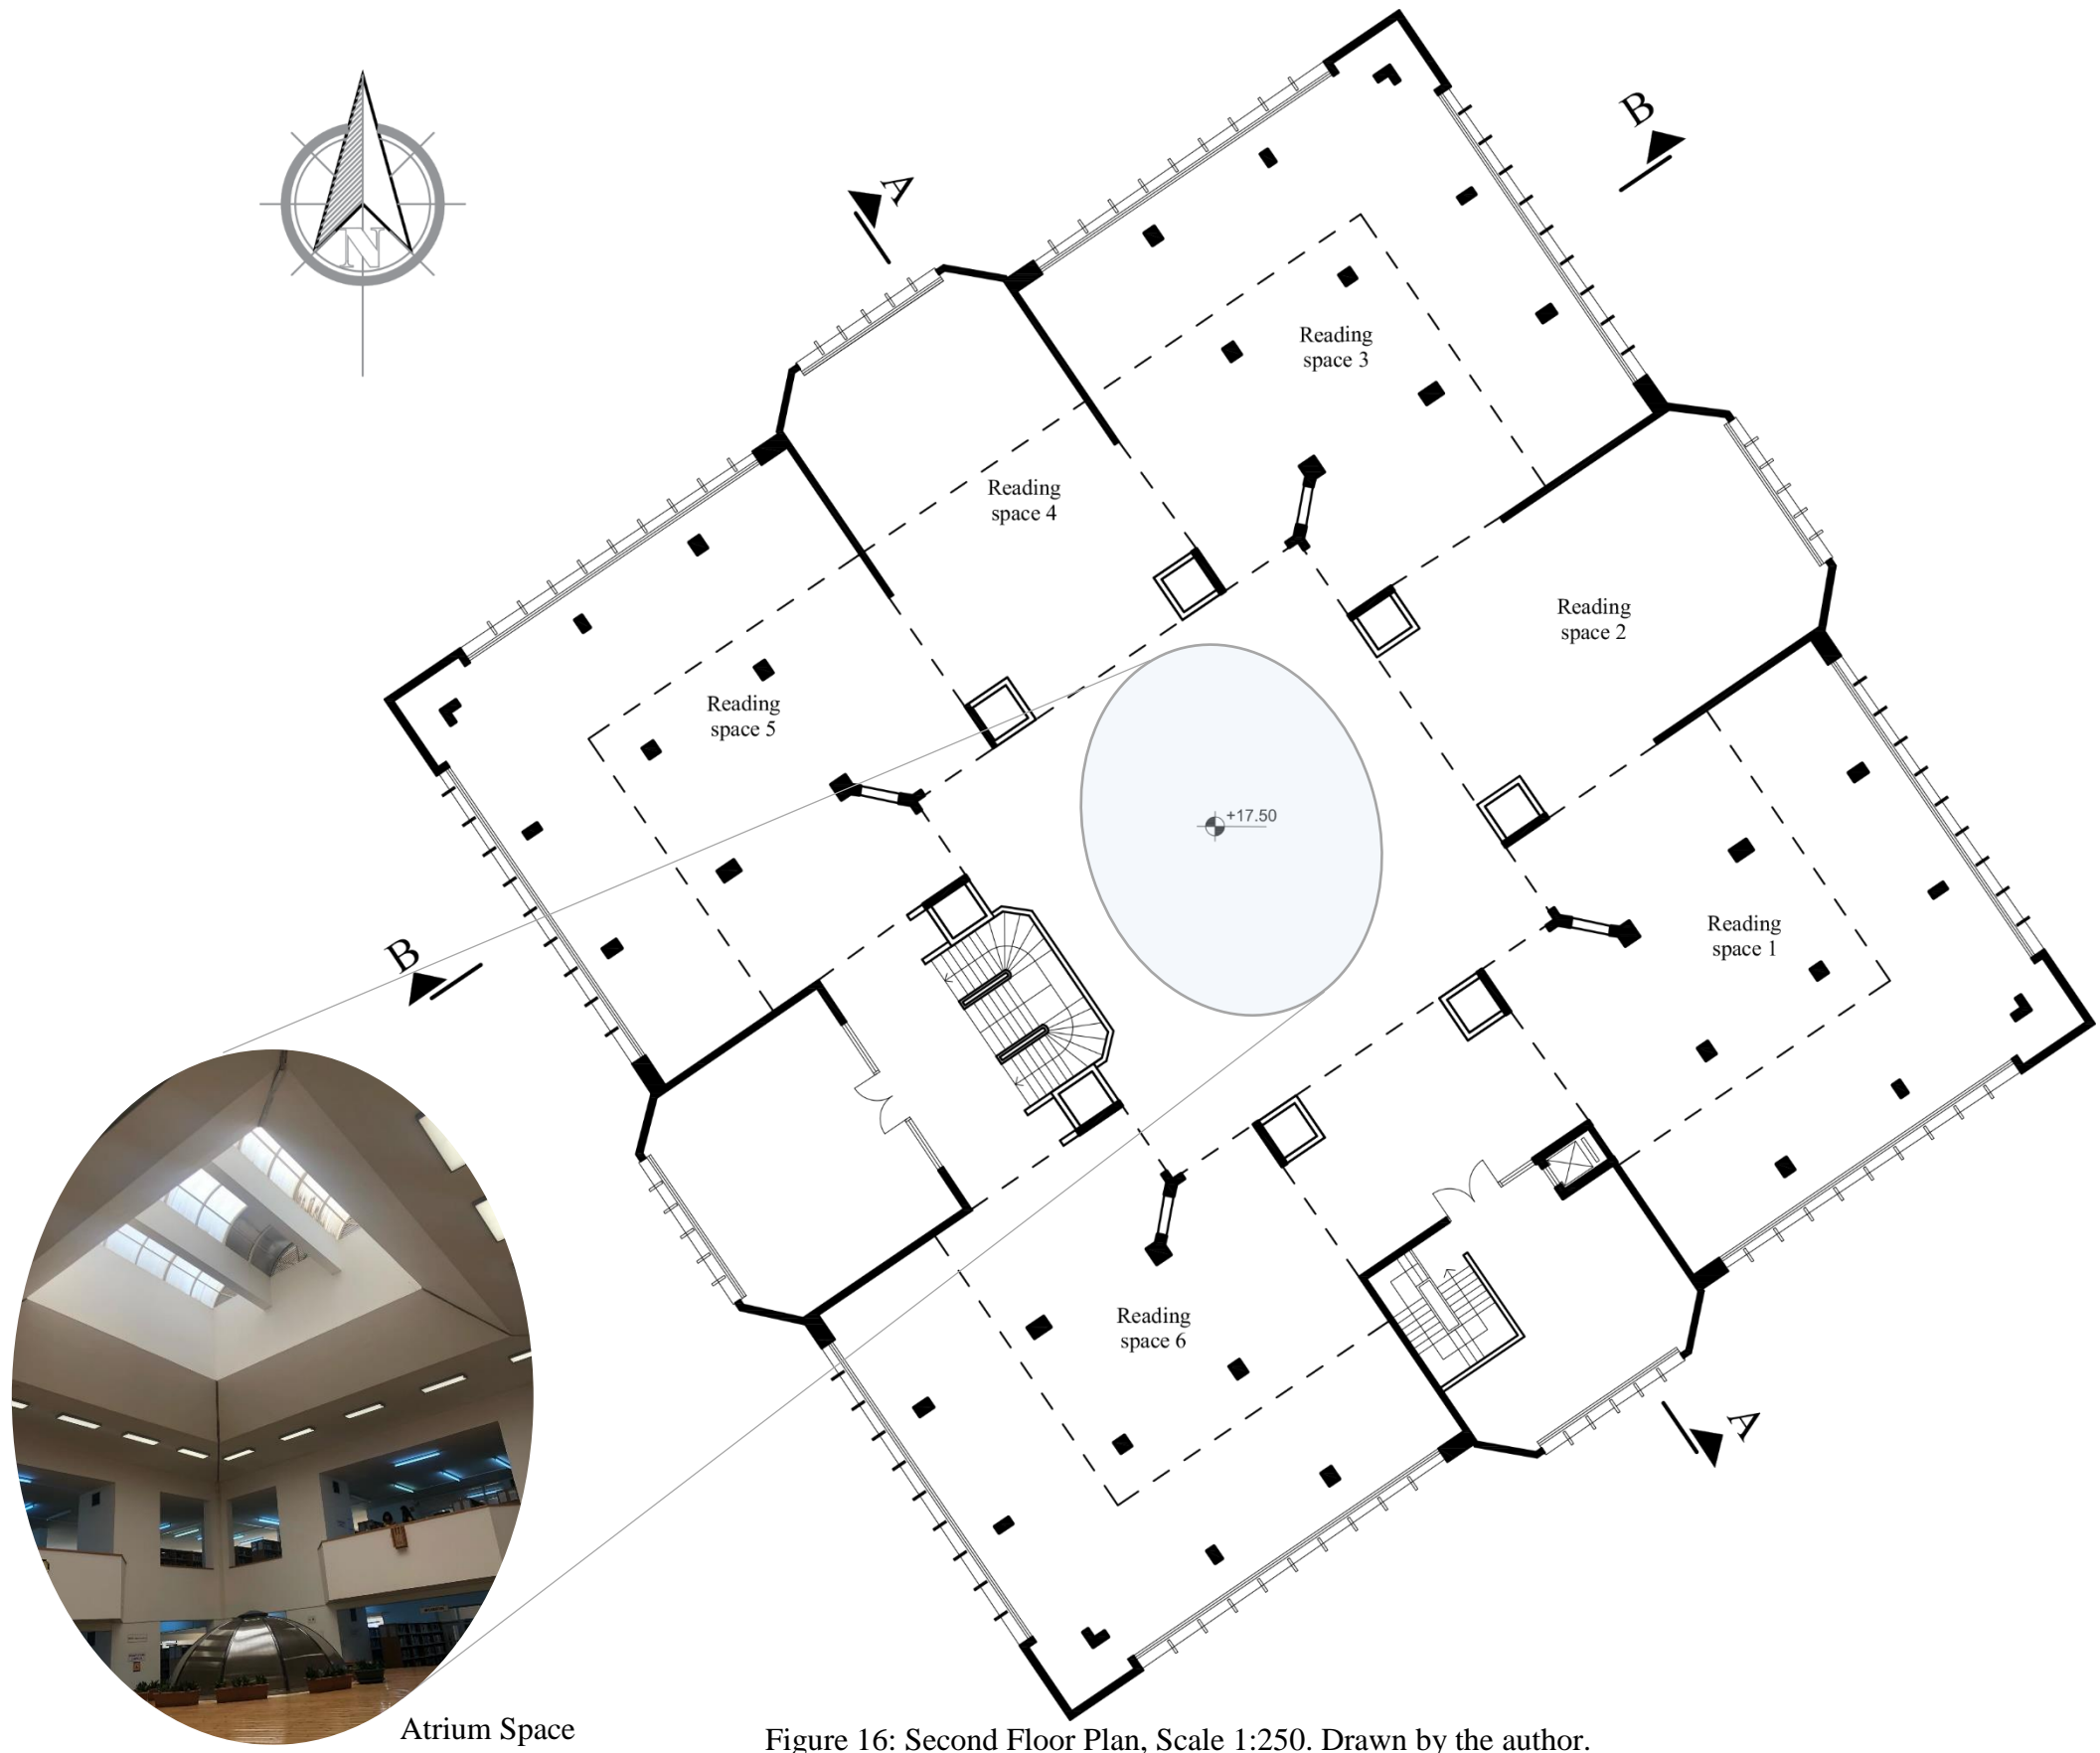 N
B
A
Reading
space 3
Reading
space 4
Reading
space 2
Reading
space 5
+17.50
Reading
space 1
B
Reading
space 6
A
Atrium Space
Figure 16: Second Floor Plan, Scale 1:250. Drawn by the author.